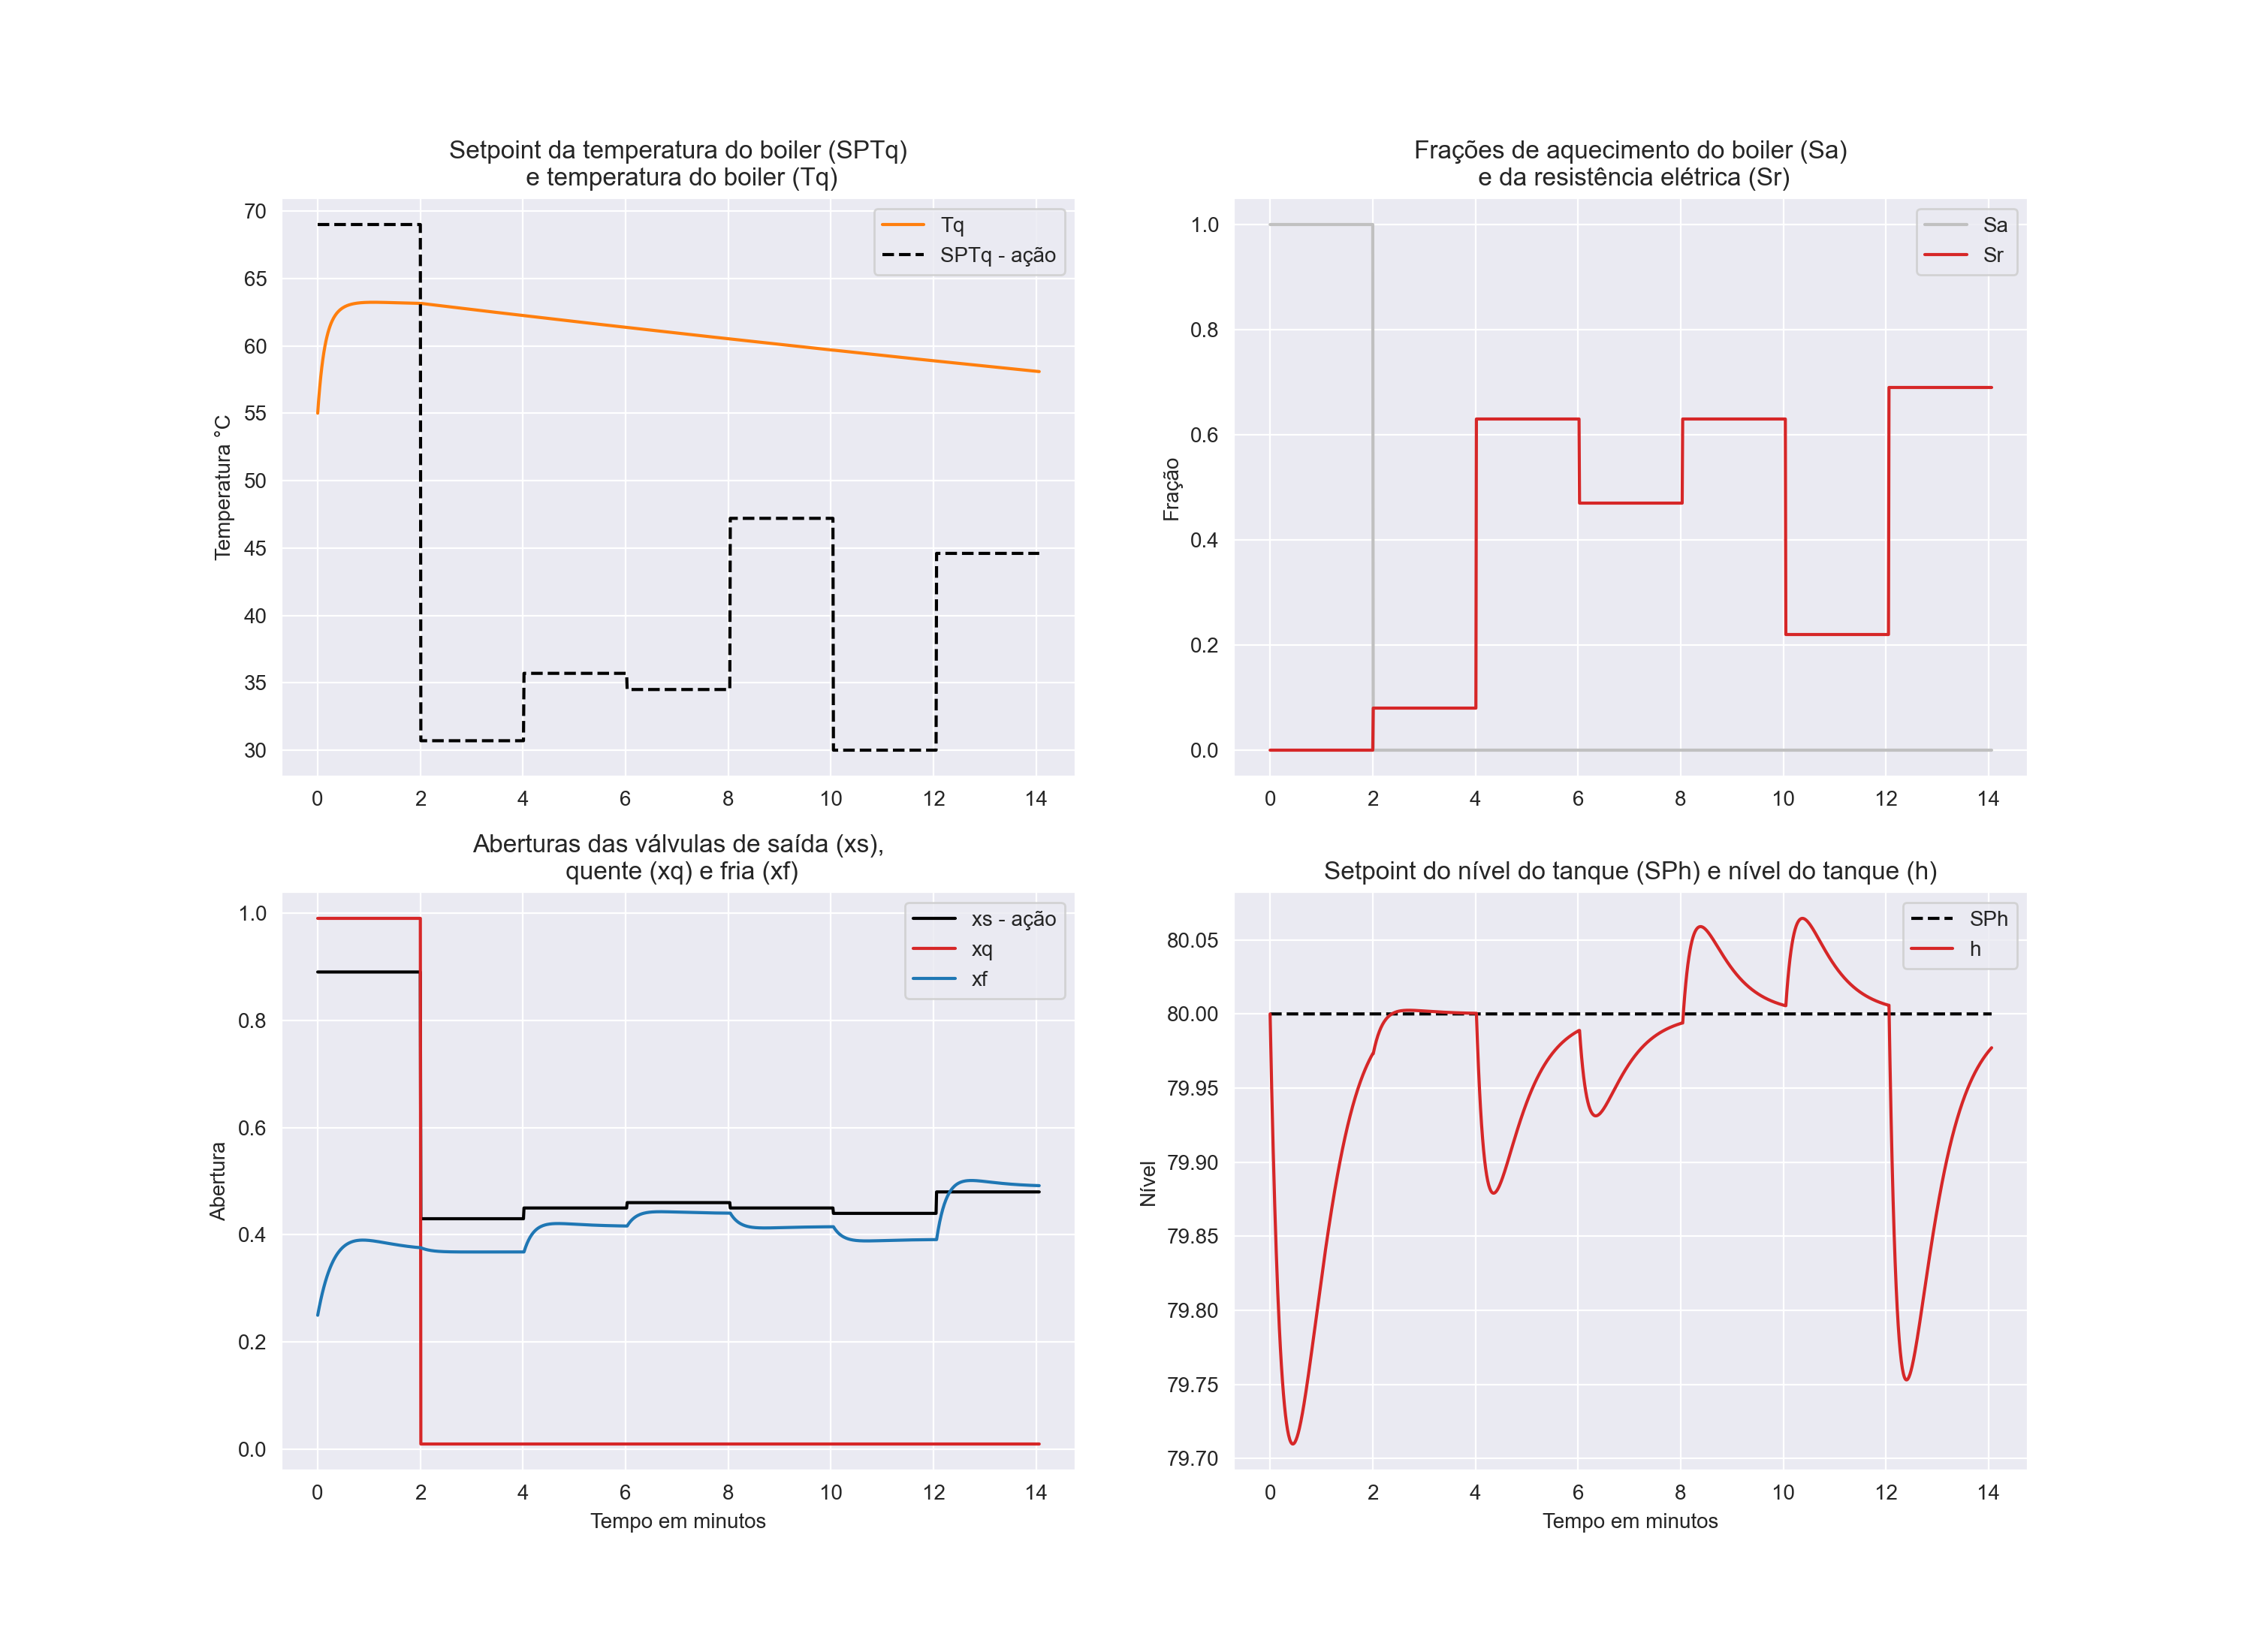 Setpoint da temperatura do boiler (SPTq)
e temperatura do boiler (Tq)
70
65
60
55
50
45
40
35
30
Temperatura °C
Tq
SPTq - ação
0 2 4 6 8 10 12 14
Frações de aquecimento do boiler (Sa)
e da resistência elétrica (Sr)
1.0
0.8
0.6
0.4
0.2
0.0
Fração
Sa
Sr
0 2 4 6 8 10 12 14
Aberturas das válvulas de saída (xs),
quente (xq) e fria (xf)
1.0
0.8
0.6
0.4
0.2
0.0
Abertura
xs - ação
xq
xf
0 2 4 6 8 10 12 14
Tempo em minutos
Setpoint do nível do tanque (SPh) e nível do tanque (h)
80.05
80.00
79.95
79.90
79.85
79.80
79.75
79.70
Nível
SPh
h
0 2 4 6 8 10 12 14
Tempo em minutos